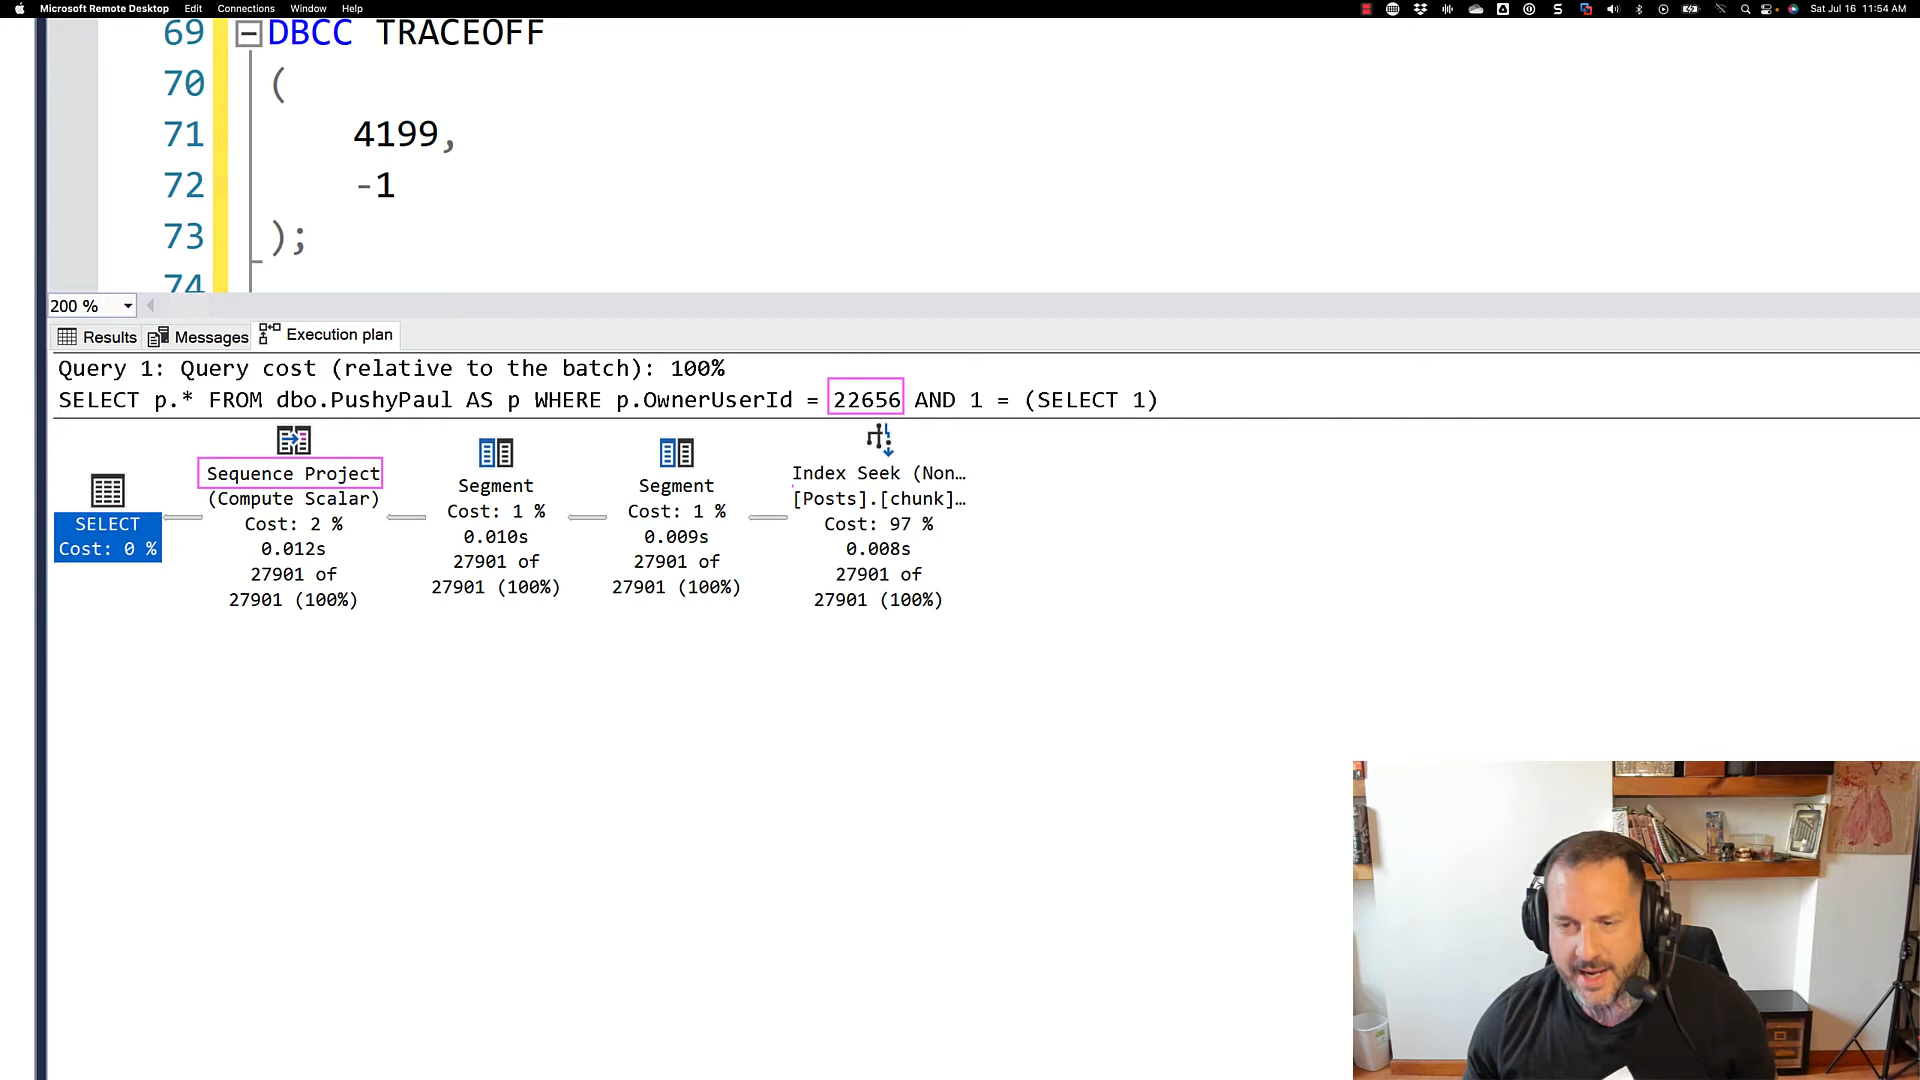 Microsoft Remote Desktop Edit Connections Window Help Sat Jul 16 11:54 AM
69 DBCC TRACEOFF
70 (
71 4199,
72 -1
73 );
74
200 %
Results Messages Execution plan
Query 1: Query cost (relative to the batch): 100%
SELECT p.* FROM dbo.PushyPaul AS p WHERE p.OwnerUserId = 22656 AND 1 = (SELECT 1)
SELECT
Cost: 0 %
Sequence Project
(Compute Scalar)
Cost: 2 %
0.012s
27901 of
27901 (100%)
Segment
Cost: 1 %
0.010s
27901 of
27901 (100%)
Segment
Cost: 1 %
0.009s
27901 of
27901 (100%)
Index Seek (Non…
[Posts].[chunk]…
Cost: 97 %
0.008s
27901 of
27901 (100%)